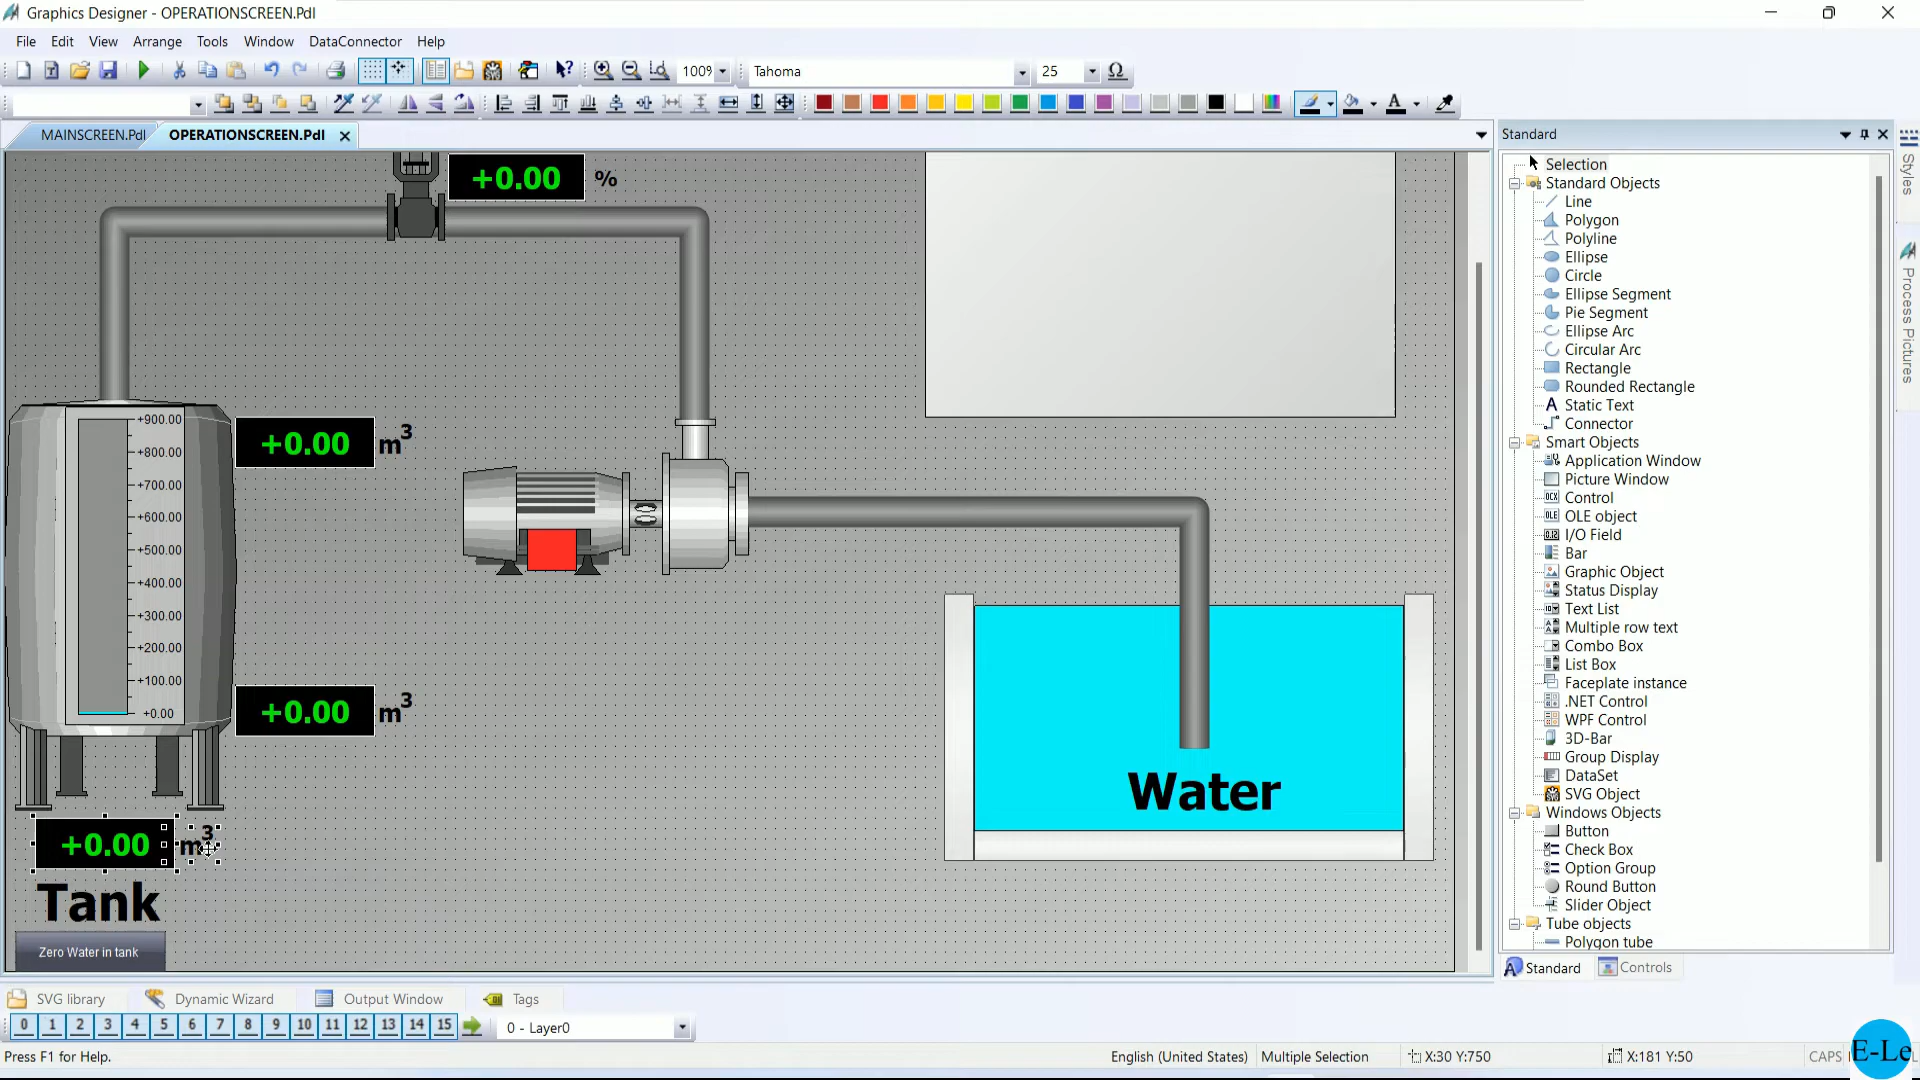 Graphics Designer - OPERATIONSCREEN.Pdl
File Edit View Arrange Tools Window DataConnector Help
100% Tahoma 25 Ω
MAINSCREEN.Pdl OPERATIONSCREEN.Pdl
+0.00 %
+900.00
+800.00
+700.00
+600.00
+500.00
+400.00
+300.00
+200.00
+100.00
+0.00
+0.00 m3
+0.00 m3
+0.00 m3
Tank
Zero Water in tank
Water
Standard
Selection
Standard Objects
Line
Polygon
Polyline
Ellipse
Circle
Ellipse Segment
Pie Segment
Ellipse Arc
Circular Arc
Rectangle
Rounded Rectangle
Static Text
Connector
Smart Objects
Application Window
Picture Window
Control
OLE object
I/O Field
Bar
Graphic Object
Status Display
Text List
Multiple row text
Combo Box
List Box
Faceplate instance
.NET Control
WPF Control
3D-Bar
Group Display
DataSet
SVG Object
Windows Objects
Button
Check Box
Option Group
Round Button
Slider Object
Tube objects
Polygon tube
Standard Controls
Styles
Process Pictures
SVG library Dynamic Wizard Output Window Tags
0 1 2 3 4 5 6 7 8 9 10 11 12 13 14 15 0 - Layer0
Press F1 for Help. English (United States) Multiple Selection X:30 Y:750 X:181 Y:50 CAPS
E-Le